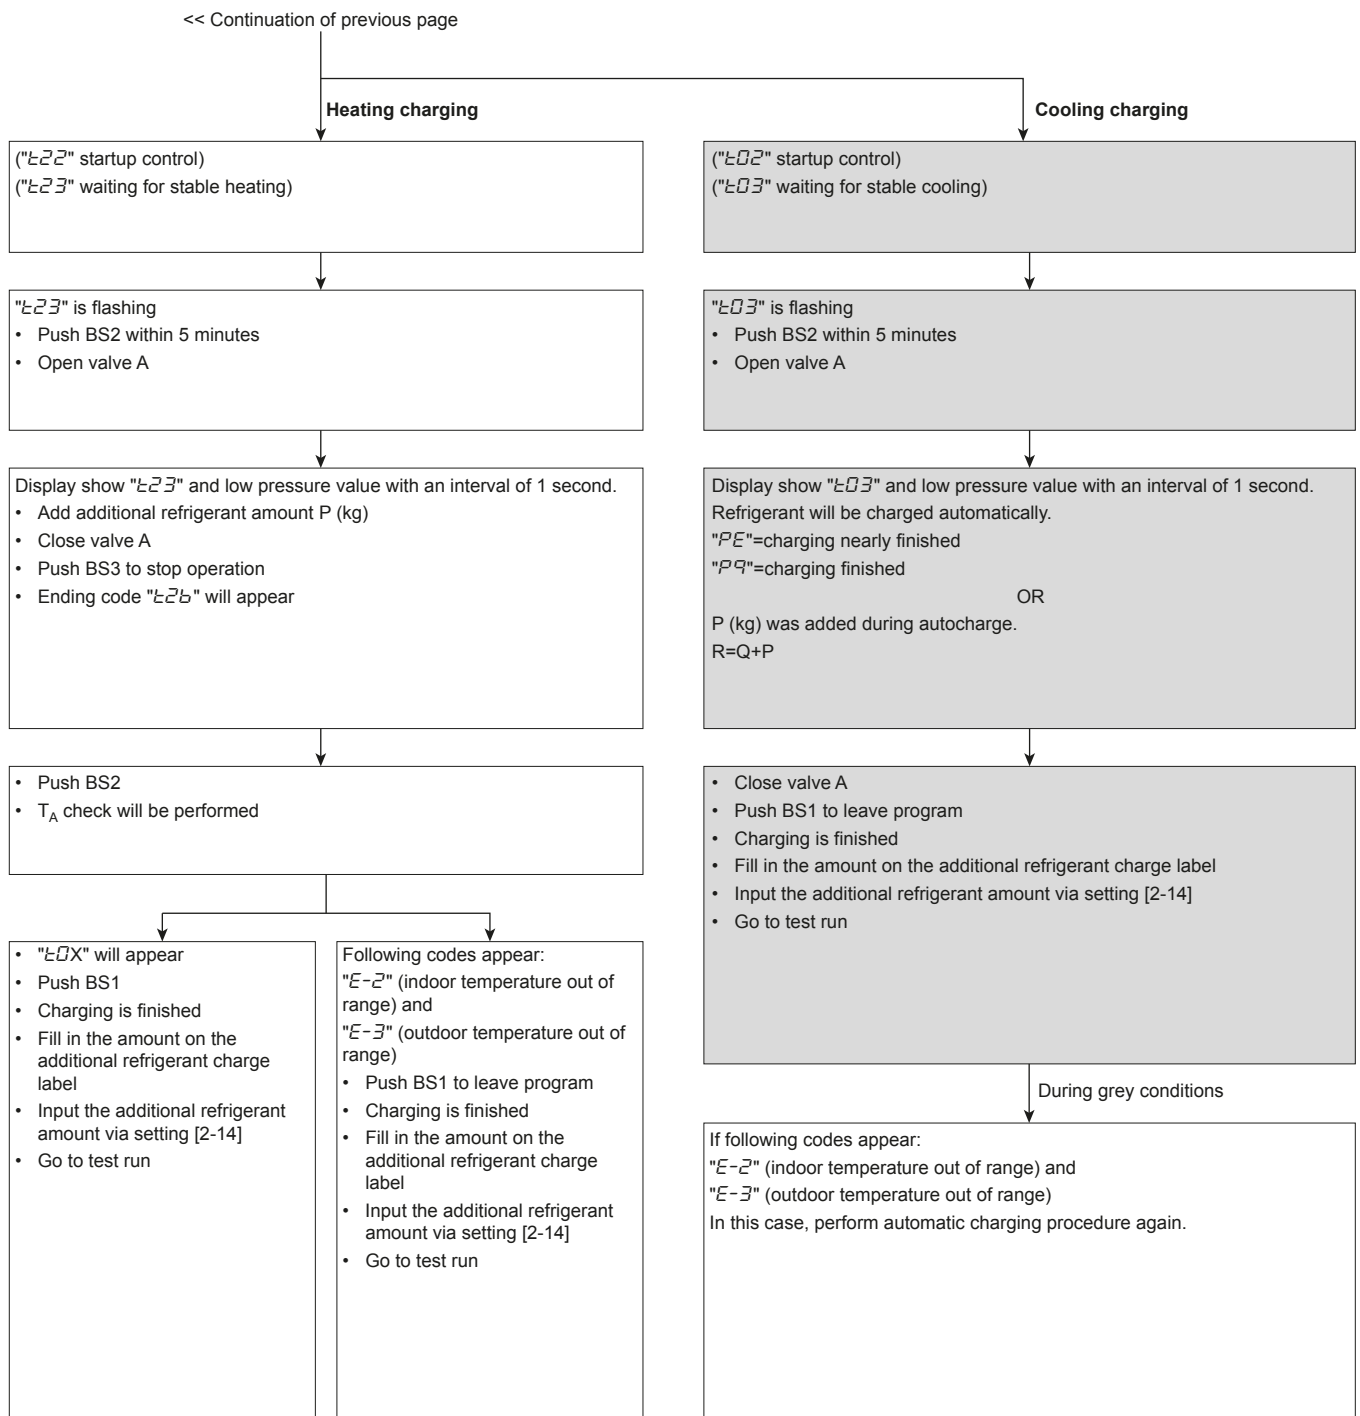 << Continuation of previous page
Heating charging
("t22" startup control)
("t23" waiting for stable heating)
"t23" is flashing
• Push BS2 within 5 minutes
• Open valve A
Display show "t23" and low pressure value with an interval of 1 second.
• Add additional refrigerant amount P (kg)
• Close valve A
• Push BS3 to stop operation
• Ending code "t26" will appear
• Push BS2
• TA check will be performed
• "t0X" will appear
• Push BS1
• Charging is finished
• Fill in the amount on the
additional refrigerant charge
label
• Input the additional refrigerant
amount via setting [2-14]
• Go to test run
Following codes appear:
"E-2" (indoor temperature out of
range) and
"E-3" (outdoor temperature out of
range)
• Push BS1 to leave program
• Charging is finished
• Fill in the amount on the
additional refrigerant charge
label
• Input the additional refrigerant
amount via setting [2-14]
• Go to test run
Cooling charging
("t02" startup control)
("t03" waiting for stable cooling)
"t03" is flashing
• Push BS2 within 5 minutes
• Open valve A
Display show "t03" and low pressure value with an interval of 1 second.
Refrigerant will be charged automatically.
"PE"=charging nearly finished
"P9"=charging finished
OR
P (kg) was added during autocharge.
R=Q+P
• Close valve A
• Push BS1 to leave program
• Charging is finished
• Fill in the amount on the additional refrigerant charge label
• Input the additional refrigerant amount via setting [2-14]
• Go to test run
During grey conditions
If following codes appear:
"E-2" (indoor temperature out of range) and
"E-3" (outdoor temperature out of range)
In this case, perform automatic charging procedure again.